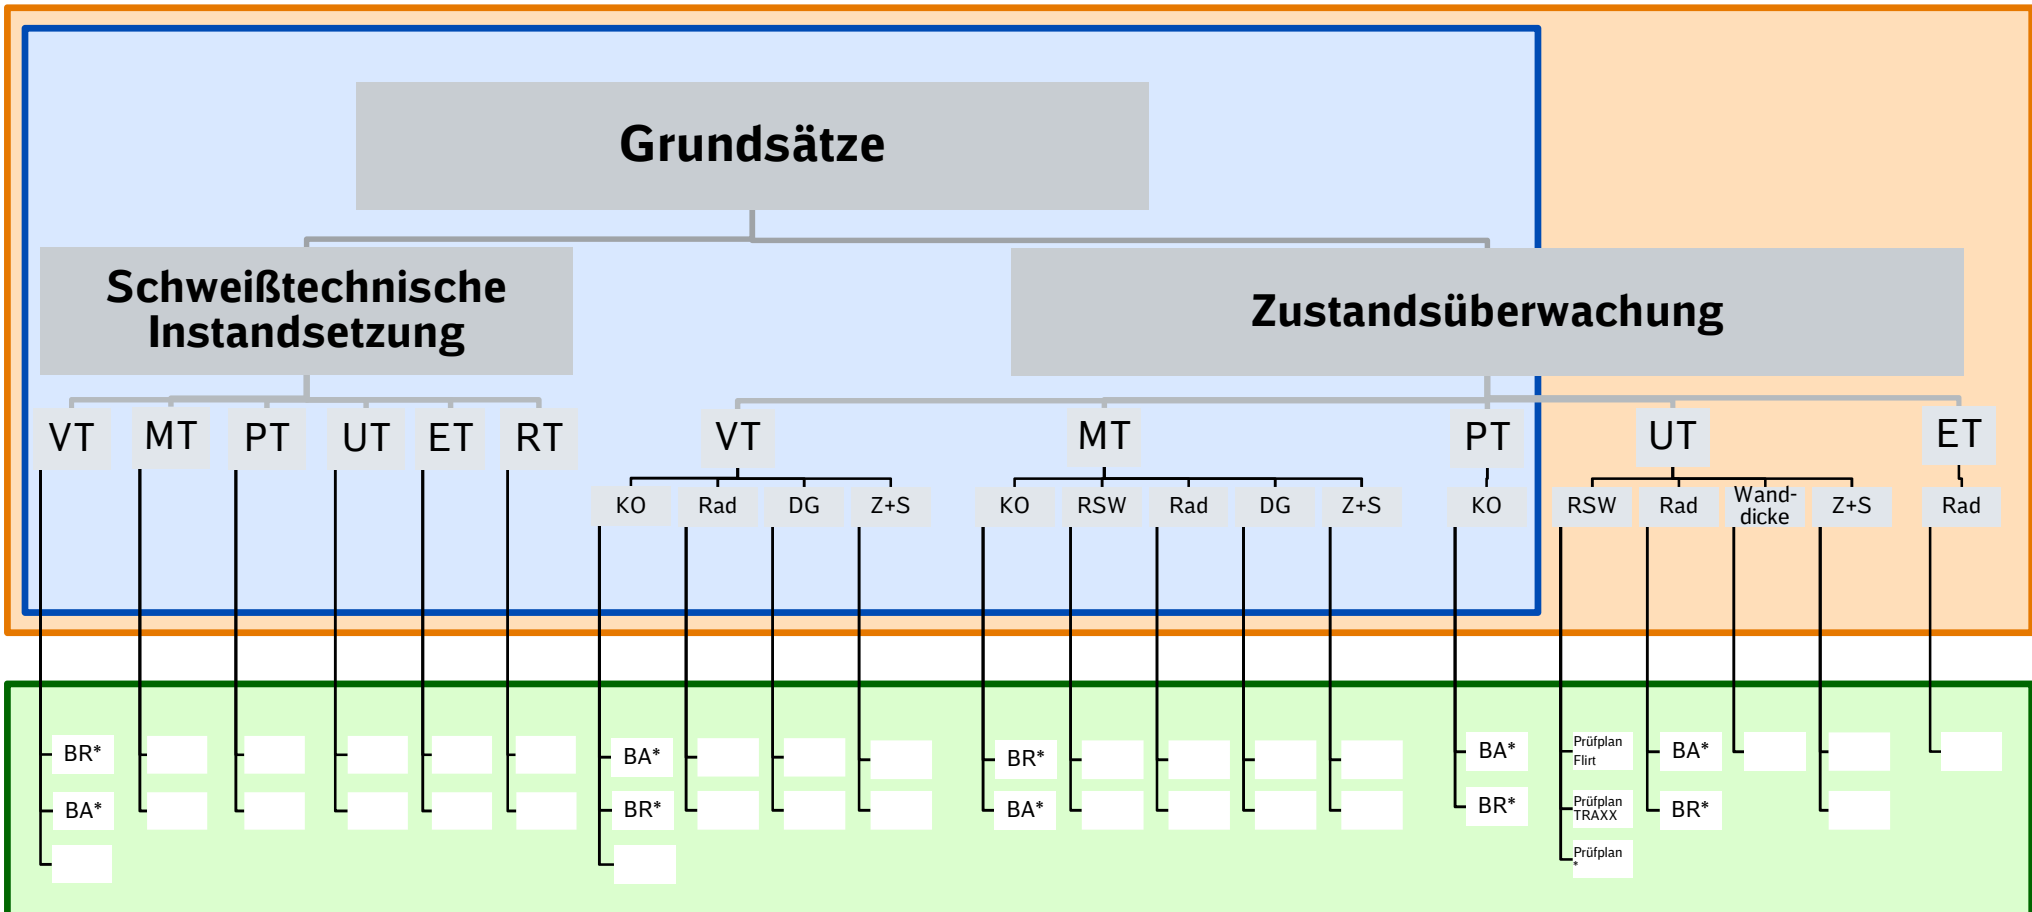 Grundsätze
Schweißtechnische
Instandsetzung
Zustandsüberwachung
VT
MT
PT
UT
ET
RT
VT
MT
PT
UT
ET
KO
Rad
DG
Z+S
KO
RSW
Rad
DG
Z+S
KO
RSW
Rad
Wand-
dicke
Z+S
Rad
BR*
BA*
BA*
BR*
BR*
BA*
BA*
BR*
Prüfplan
Flirt
Prüfplan
TRAXX
Prüfplan
*
BA*
BR*